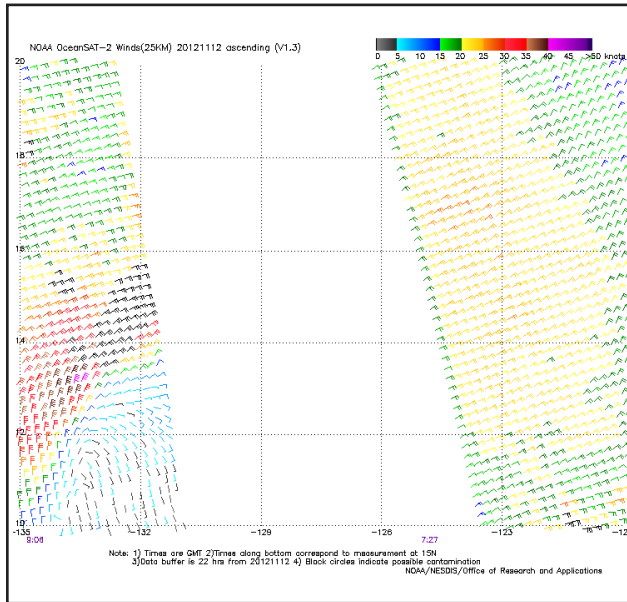 NOAA OceanSAT-2 Winds(25KM) 20121112 ascending (V1.3)
0 5 10 15 20 25 30 35 40 45 >50 knots
20
18
16
14
12
10
-135 -132 -129 -126 -123 -12
9:06 7:27
Note: 1) Times are GMT 2)Times along bottom correspond to measurement at 15N
3)Data buffer is 22 hrs from 20121112 4) Black circles indicate possible contamination
NOAA/NESDIS/Office of Research and Applications